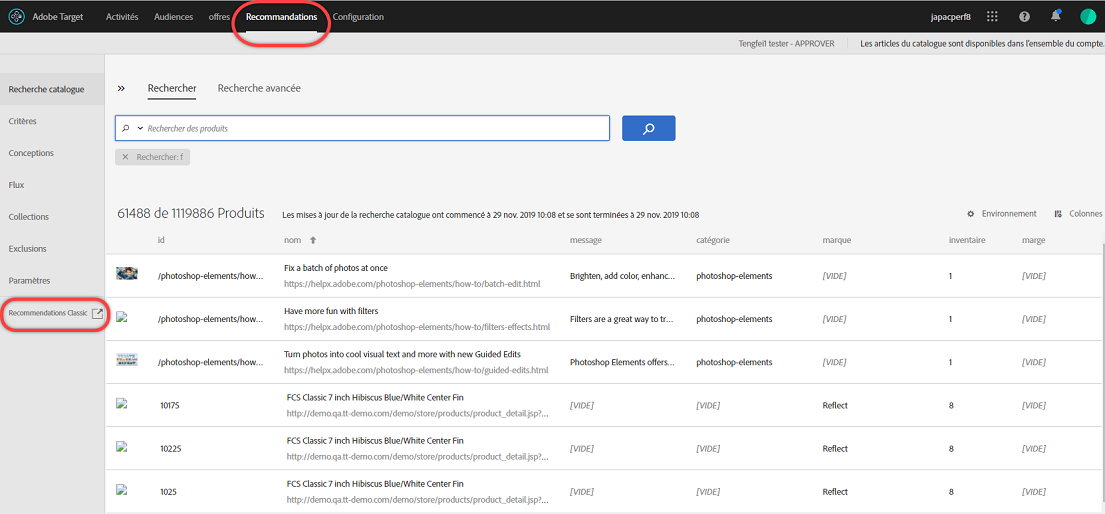 Adobe Target Activités Audiences offres Recommandations Configuration japacperf8
Tengfei1 tester - APPROVER Les articles du catalogue sont disponibles dans l'ensemble du compte.
Recherche catalogue
Critères
Conceptions
Flux
Collections
Exclusions
Paramètres
Recommendations Classic
Rechercher Recherche avancée
Rechercher des produits
Rechercher: f
61488 de 1119886 Produits Les mises à jour de la recherche catalogue ont commencé à 29 nov. 2019 10:08 et se sont terminées à 29 nov. 2019 10:08 Environnement Colonnes
id nom message catégorie marque inventaire marge
Fix a batch of photos at once
/photoshop-elements/how... https://helpx.adobe.com/photoshop-elements/how-to/batch-edit.html Brighten, add color, enhanc... photoshop-elements [VIDE] 1 [VIDE]
Have more fun with filters
/photoshop-elements/how... https://helpx.adobe.com/photoshop-elements/how-to/filters-effects.html Filters are a great way to tr... photoshop-elements [VIDE] 1 [VIDE]
Turn photos into cool visual text and more with new Guided Edits
/photoshop-elements/how... https://helpx.adobe.com/photoshop-elements/how-to/guided-edits.html Photoshop Elements offers... photoshop-elements [VIDE] 1 [VIDE]
FCS Classic 7 inch Hibiscus Blue/White Center Fin
10175 http://demo.qa.tt-demo.com/demo/store/products/product_detail.jsp?... [VIDE] [VIDE] Reflect 8 [VIDE]
FCS Classic 7 inch Hibiscus Blue/White Center Fin
10225 http://demo.qa.tt-demo.com/demo/store/products/product_detail.jsp?... [VIDE] [VIDE] Reflect 8 [VIDE]
FCS Classic 7 inch Hibiscus Blue/White Center Fin
1025 http://demo.qa.tt-demo.com/demo/store/products/product_detail.jsp?... [VIDE] [VIDE] Reflect 8 [VIDE]